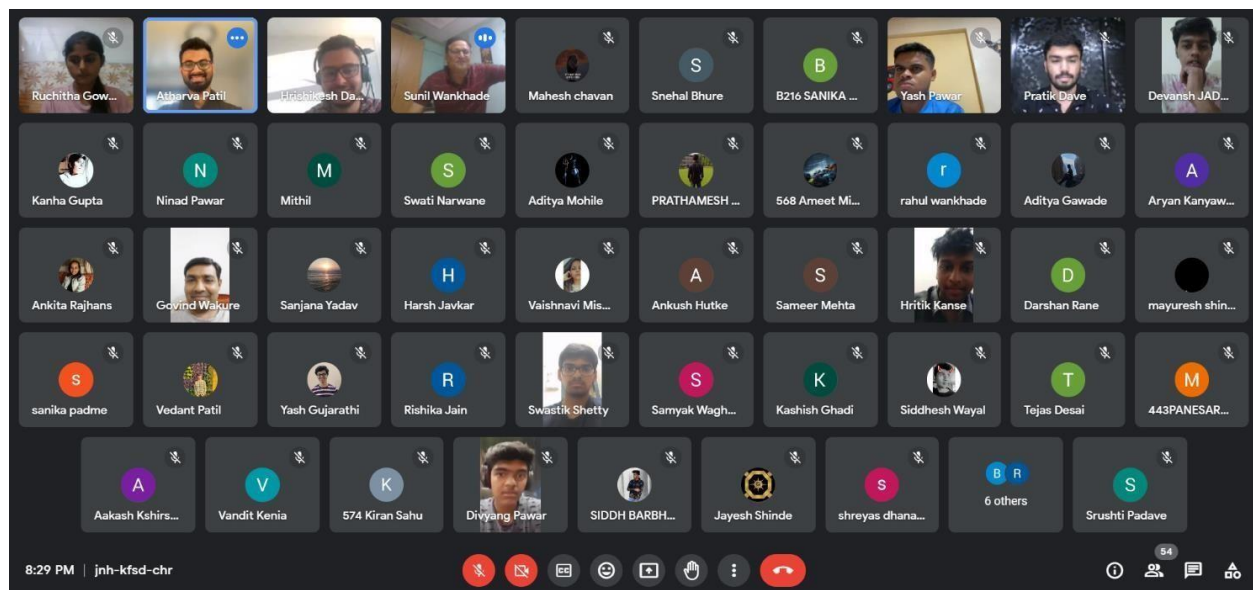 Ruchitha Gow...
Atharva Patil
Hrishikesh Da...
Sunil Wankhade
Mahesh chavan
S
Snehal Bhure
B
B216 SANIKA ...
Yash Pawar
Pratik Dave
Devansh JAD...
Kanha Gupta
N
Ninad Pawar
M
Mithil
S
Swati Narwane
Aditya Mohile
PRATHAMESH ...
568 Ameet Mi...
r
rahul wankhade
Aditya Gawade
A
Aryan Kanyaw...
Ankita Rajhans
Govind Wakure
Sanjana Yadav
H
Harsh Javkar
Vaishnavi Mis...
A
Ankush Hutke
S
Sameer Mehta
Hritik Kanse
D
Darshan Rane
mayuresh shin...
s
sanika padme
Vedant Patil
Yash Gujarathi
R
Rishika Jain
Swastik Shetty
S
Samyak Wagh...
K
Kashish Ghadi
Siddhesh Wayal
T
Tejas Desai
M
443PANESAR...
A
Aakash Kshirs...
V
Vandit Kenia
K
574 Kiran Sahu
Divyang Pawar
SIDDH BARBH...
Jayesh Shinde
s
shreyas dhana...
B R
6 others
S
Srushti Padave
8:29 PM | jnh-kfsd-chr
CC
54